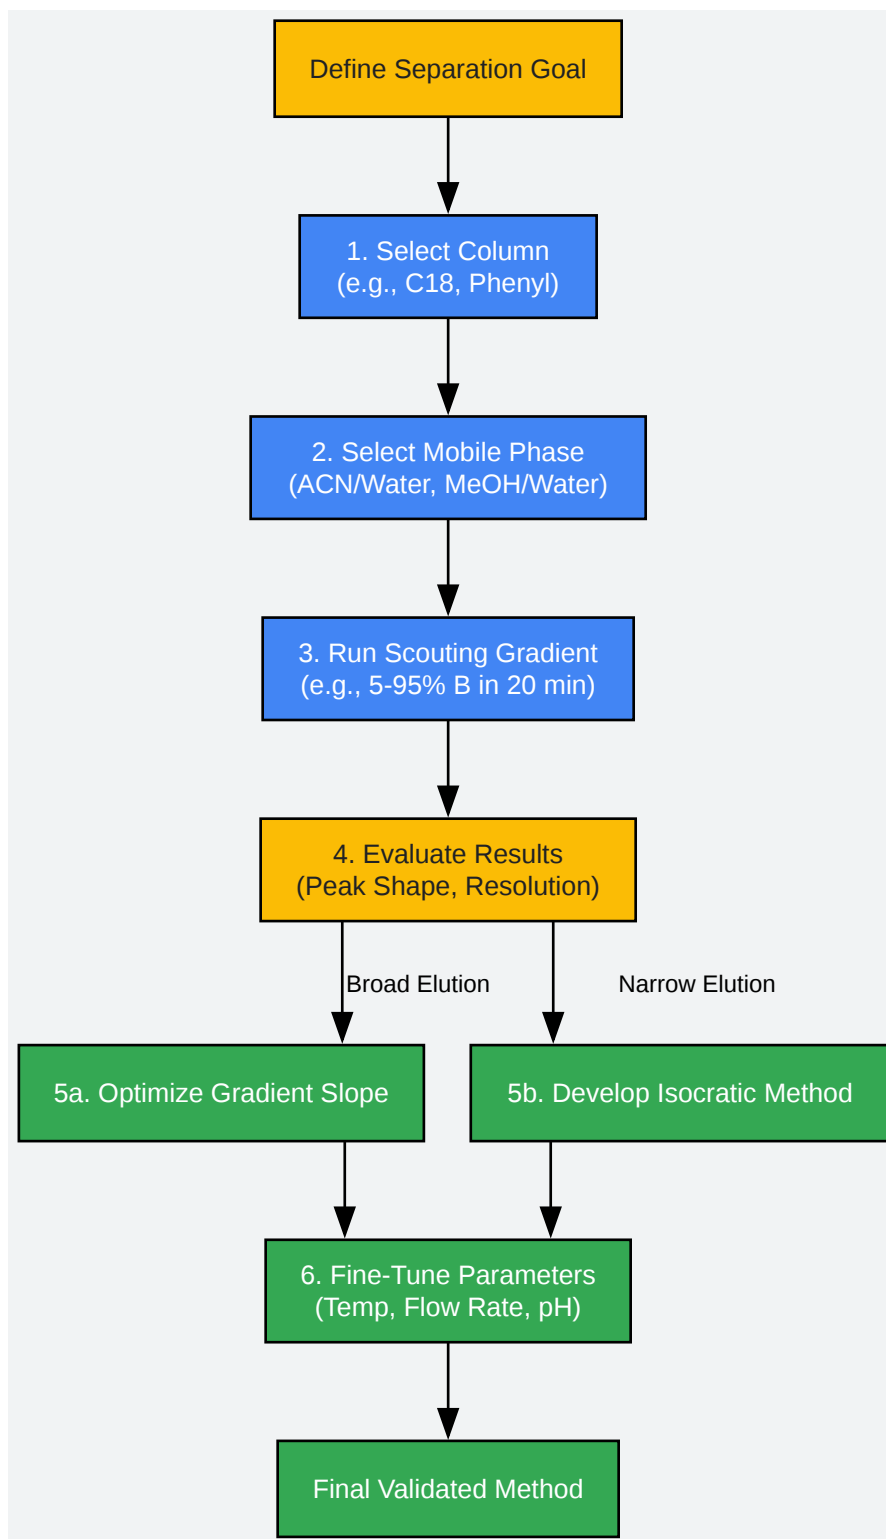 Define Separation Goal
1. Select Column
(e.g., C18, Phenyl)
2. Select Mobile Phase
(ACN/Water, MeOH/Water)
3. Run Scouting Gradient
(e.g., 5-95% B in 20 min)
4. Evaluate Results
(Peak Shape, Resolution)
Broad Elution
Narrow Elution
5a. Optimize Gradient Slope
5b. Develop Isocratic Method
6. Fine-Tune Parameters
(Temp, Flow Rate, pH)
Final Validated Method